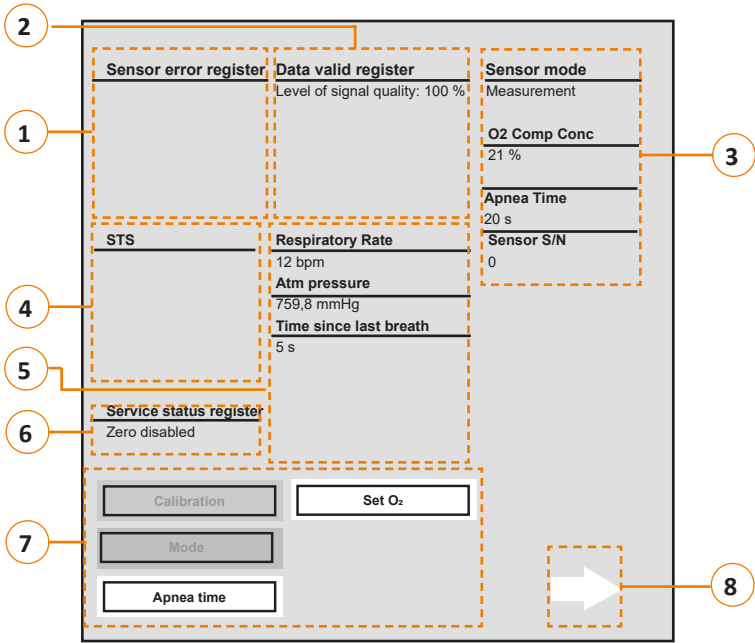 2
Sensor error register
Data valid register
Level of signal quality: 100 %
Sensor mode
Measurement
1
O2 Comp Conc
21 %
3
Apnea Time
20 s
Sensor S/N
0
STS
Respiratory Rate
12 bpm
Atm pressure
759,8 mmHg
Time since last breath
5 s
4
5
Service status register
Zero disabled
6
Calibration
Set O₂
Mode
7
Apnea time
8